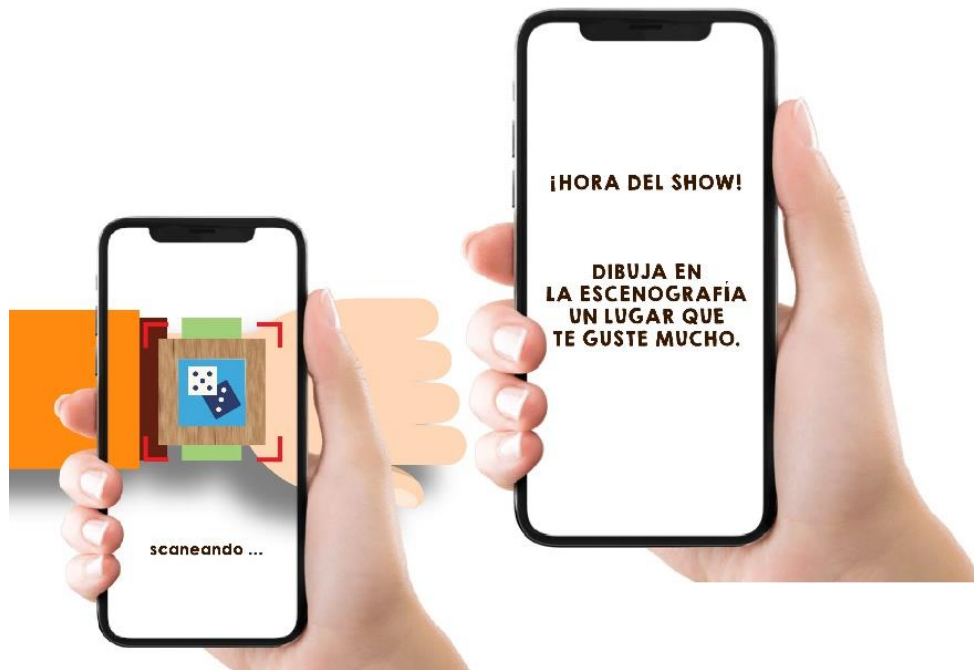 scaneando ...
¡HORA DEL SHOW!
DIBUJA EN
LA ESCENOGRAFÍA
UN LUGAR QUE
TE GUSTE MUCHO.